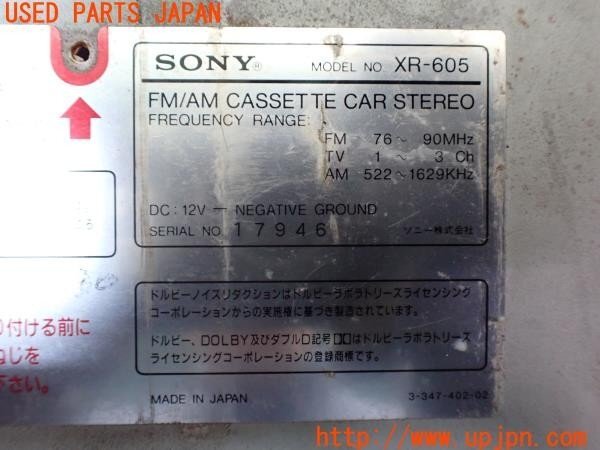 USED PARTS JAPAN
SONY® MODEL NO. XR-605
FM/AM CASSETTE CAR STEREO
FREQUENCY RANGE:
FM 76~ 90MHz
TV 1 ~ 3 Ch
AM 522~1629KHz
DC: 12V — NEGATIVE GROUND
SERIAL NO. 17946 ソニー株式会社
ドルビーノイズリダクションはドルビーラボラトリーズライセンシング
コーポレーションからの実施権に基づき製造されています。
ドルビー、DOLBY及びダブルD記号はドルビーラボラトリーズ
ライセンシングコーポレーションの登録商標です。
MADE IN JAPAN 3-347-402-02
り付ける前に
ねじを
下さい。
UPJ
http://www.upjpn.com